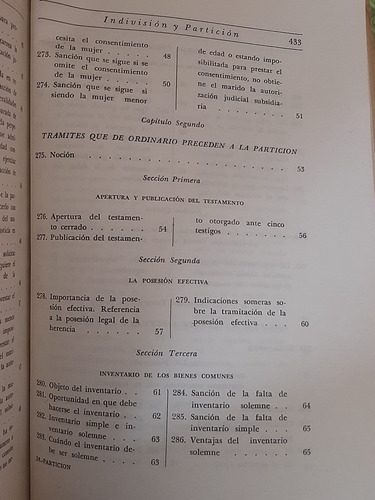 Indivisión y Partición
433
cesita el consentimiento
de la mujer . . . . . . 48
273. Sanción que se sigue si se
omite el consentimiento
de la mujer . . . . . . 50
274. Sanción que se sigue si
siendo la mujer menor
de edad o estando impo-
sibilitada para prestar el
consentimiento, no obtie-
ne el marido la autori-
zación judicial subsidia-
ria . . . . . . . . 51
Capítulo Segundo
TRAMITES QUE DE ORDINARIO PRECEDEN A LA PARTICION
275. Noción . . . . . . . . . . . . . . . . . . 53
Sección Primera
APERTURA Y PUBLICACIÓN DEL TESTAMENTO
276. Apertura del testamen-
to cerrado . . . . . . 54
277. Publicación del testamen-
to otorgado ante cinco
testigos . . . . . . . 56
Sección Segunda
LA POSESIÓN EFECTIVA
278. Importancia de la pose-
sión efectiva. Referencia
a la posesión legal de la
herencia . . . . . . 57
279. Indicaciones someras so-
bre la tramitación de la
posesión efectiva . . . . 60
Sección Tercera
INVENTARIO DE LOS BIENES COMUNES
280. Objeto del inventario . . 61
281. Oportunidad en que debe
hacerse el inventario . . 62
282. Inventario simple e in-
ventario solemne . . . . 63
283. Cuándo el inventario de-
be ser solemne . . . . 63
284. Sanción de la falta de
inventario solemne . . . 64
285. Sanción de la falta de
inventario simple . . . . 65
286. Ventajas del inventario
solemne . . . . . . 65
28.-PARTICION